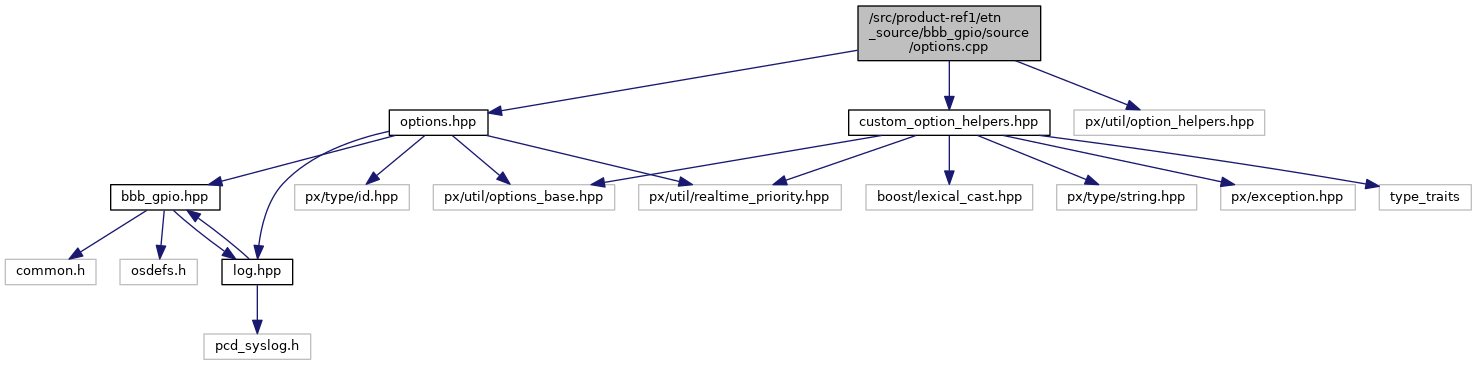 /src/product-ref1/etn
_source/bbb_gpio/source
/options.cpp
options.hpp
custom_option_helpers.hpp
px/util/option_helpers.hpp
bbb_gpio.hpp
px/type/id.hpp
px/util/options_base.hpp
px/util/realtime_priority.hpp
boost/lexical_cast.hpp
px/type/string.hpp
px/exception.hpp
type_traits
common.h
osdefs.h
log.hpp
pcd_syslog.h